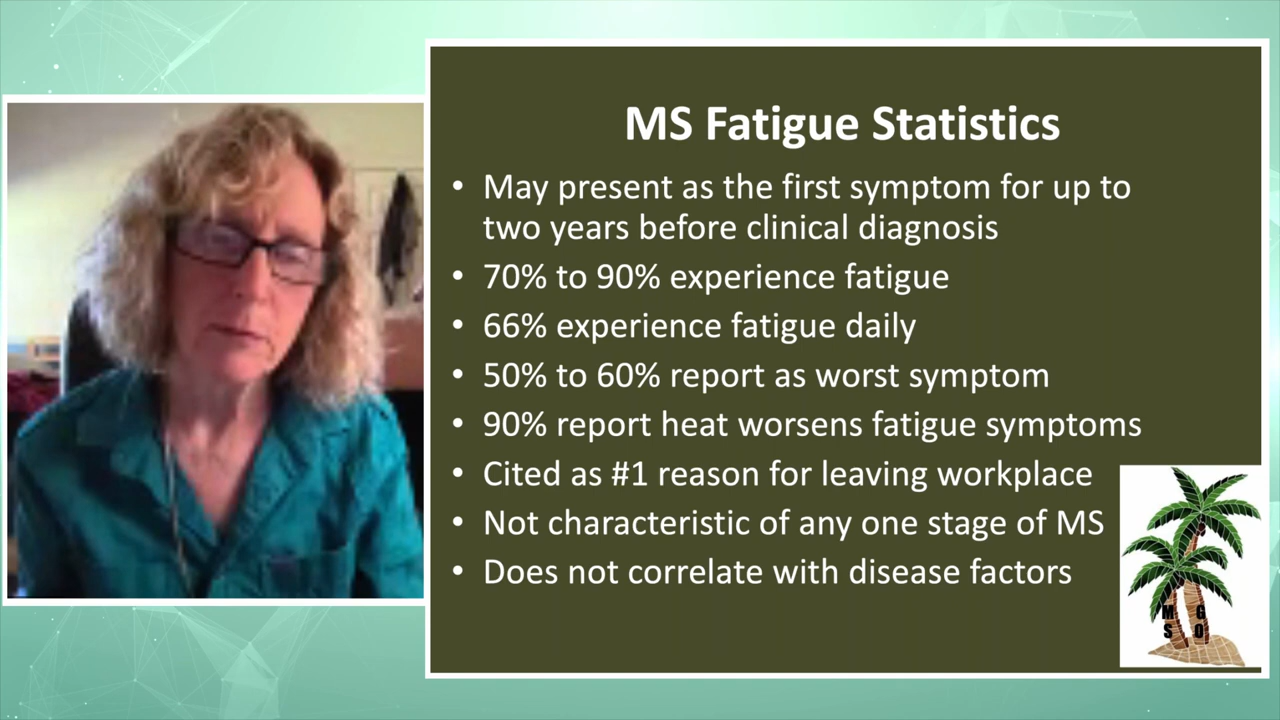 MS Fatigue Statistics
• May present as the first symptom for up to
two years before clinical diagnosis
• 70% to 90% experience fatigue
• 66% experience fatigue daily
• 50% to 60% report as worst symptom
• 90% report heat worsens fatigue symptoms
• Cited as #1 reason for leaving workplace
• Not characteristic of any one stage of MS
• Does not correlate with disease factors
M G
S O